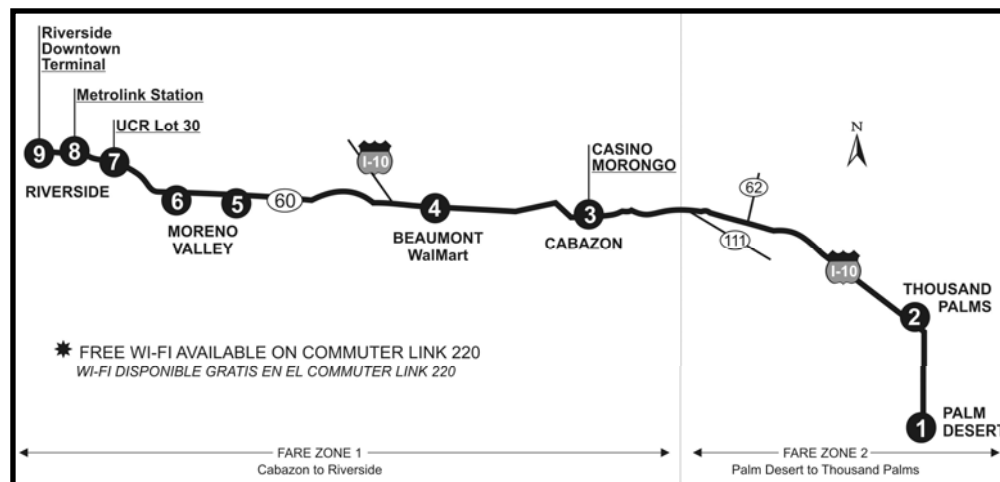 Riverside
Downtown
Terminal
Metrolink Station
UCR Lot 30
9
8
7
RIVERSIDE
6
5
60
MORENO
VALLEY
I-10
4
BEAUMONT
WalMart
CASINO
MORONGO
3
CABAZON
N
62
111
I-10
THOUSAND
PALMS
2
1
PALM
DESERT
FREE WI-FI AVAILABLE ON COMMUTER LINK 220
WI-FI DISPONIBLE GRATIS EN EL COMMUTER LINK 220
FARE ZONE 1
Cabazon to Riverside
FARE ZONE 2
Palm Desert to Thousand Palms